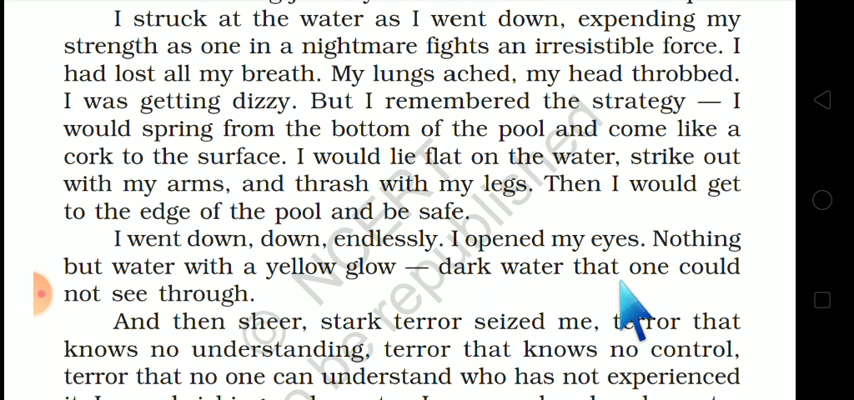 I struck at the water as I went down, expending my
strength as one in a nightmare fights an irresistible force. I
had lost all my breath. My lungs ached, my head throbbed.
I was getting dizzy. But I remembered the strategy — I
would spring from the bottom of the pool and come like a
cork to the surface. I would lie flat on the water, strike out
with my arms, and thrash with my legs. Then I would get
to the edge of the pool and be safe.
I went down, down, endlessly. I opened my eyes. Nothing
but water with a yellow glow — dark water that one could
not see through.
And then sheer, stark terror seized me, terror that
knows no understanding, terror that knows no control,
terror that no one can understand who has not experienced
© NCERT
be republished